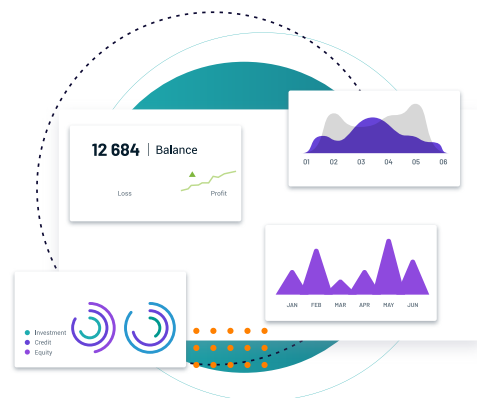 12 684 | Balance
Loss Profit
01 02 03 04 05 06
JAN FEB MAR APR MAY JUN
Investment
Credit
Equity